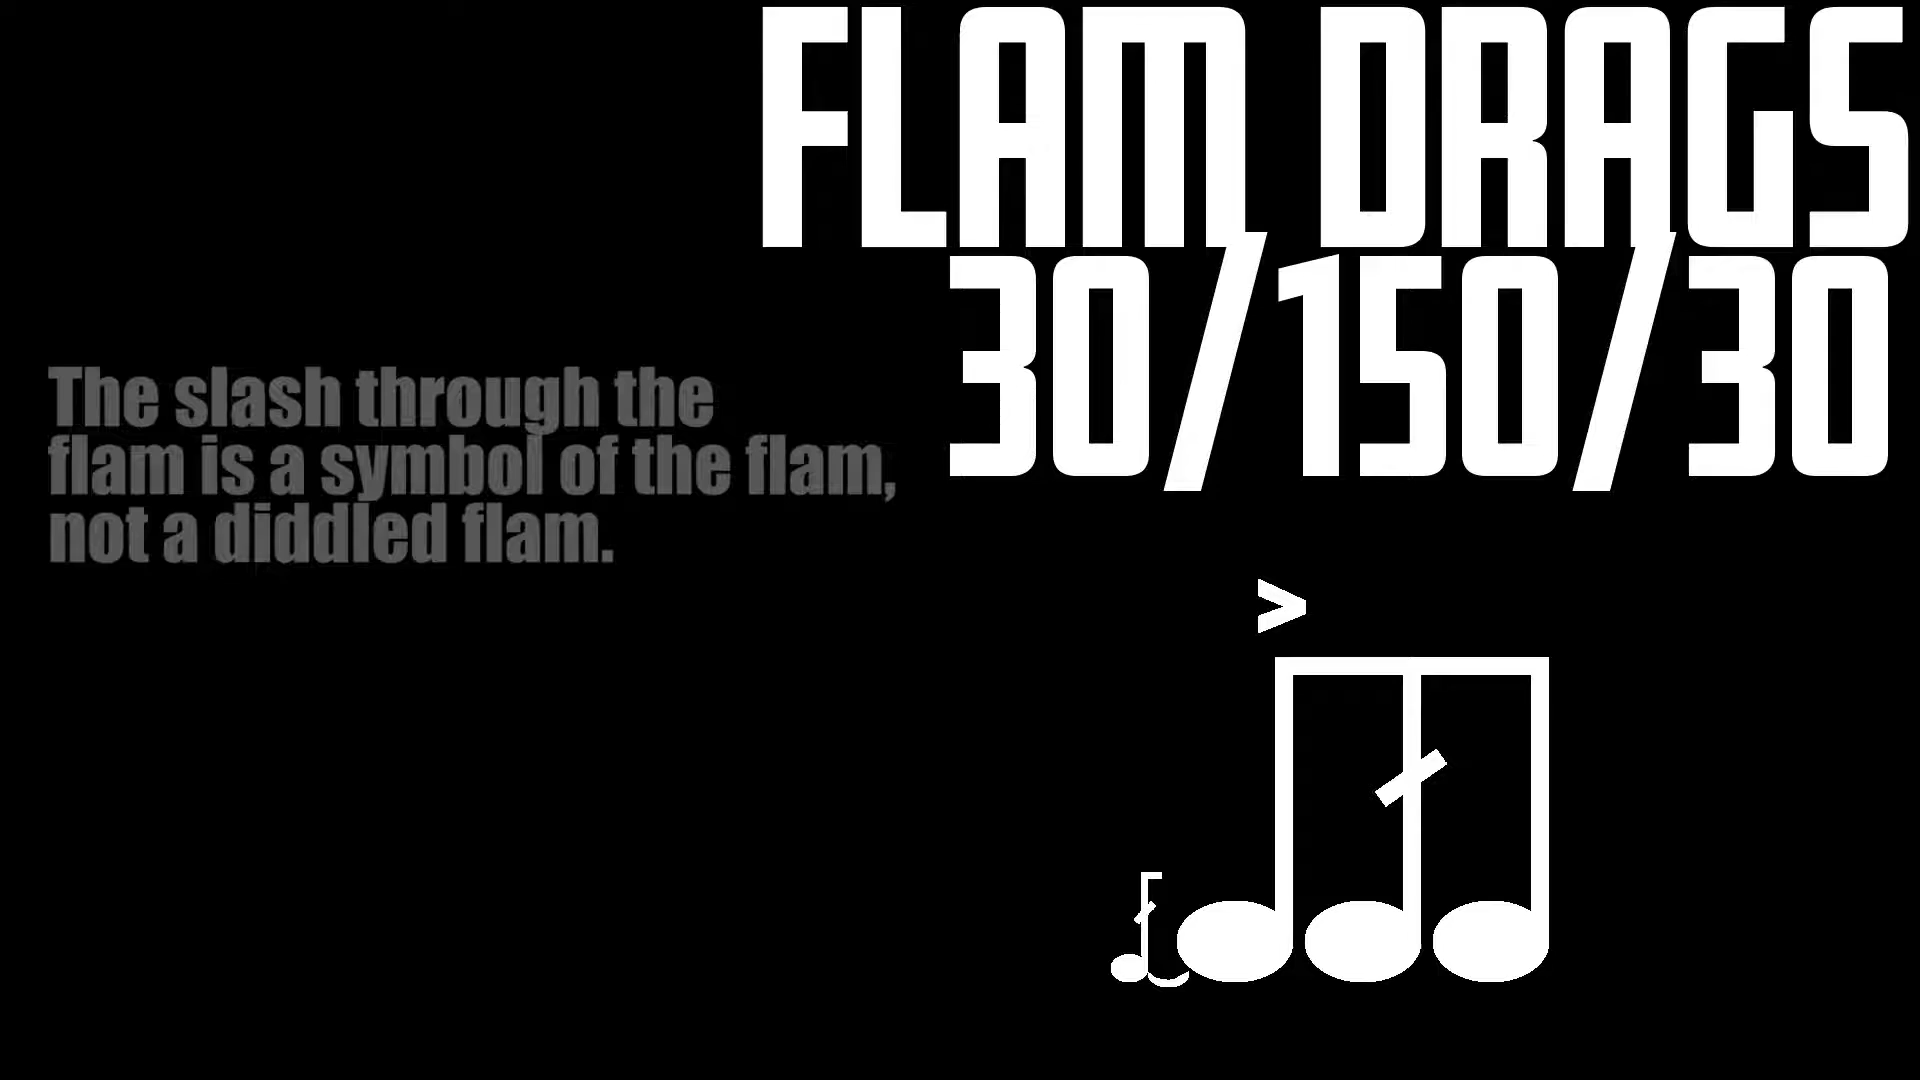 FLAM DRAGS
30/150/30
The slash through the
flam is a symbol of the flam,
not a diddled flam.